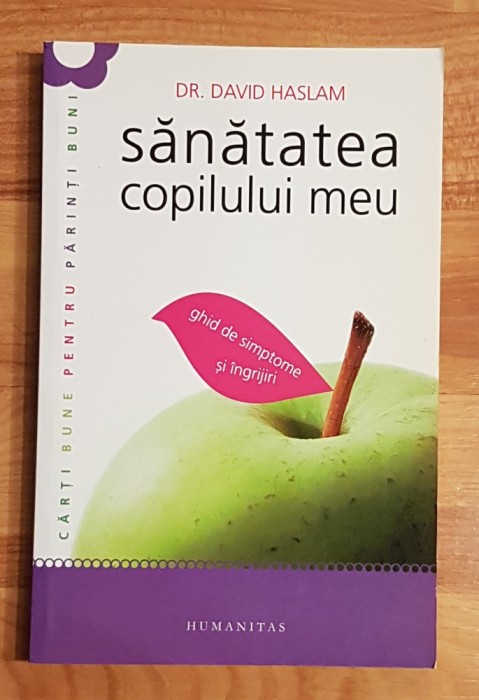 DR. DAVID HASLAM
sănătatea
copilului meu
ghid de simptome
și îngrijiri
CĂRȚI BUNE PENTRU PĂRINȚI BUNI
HUMANITAS